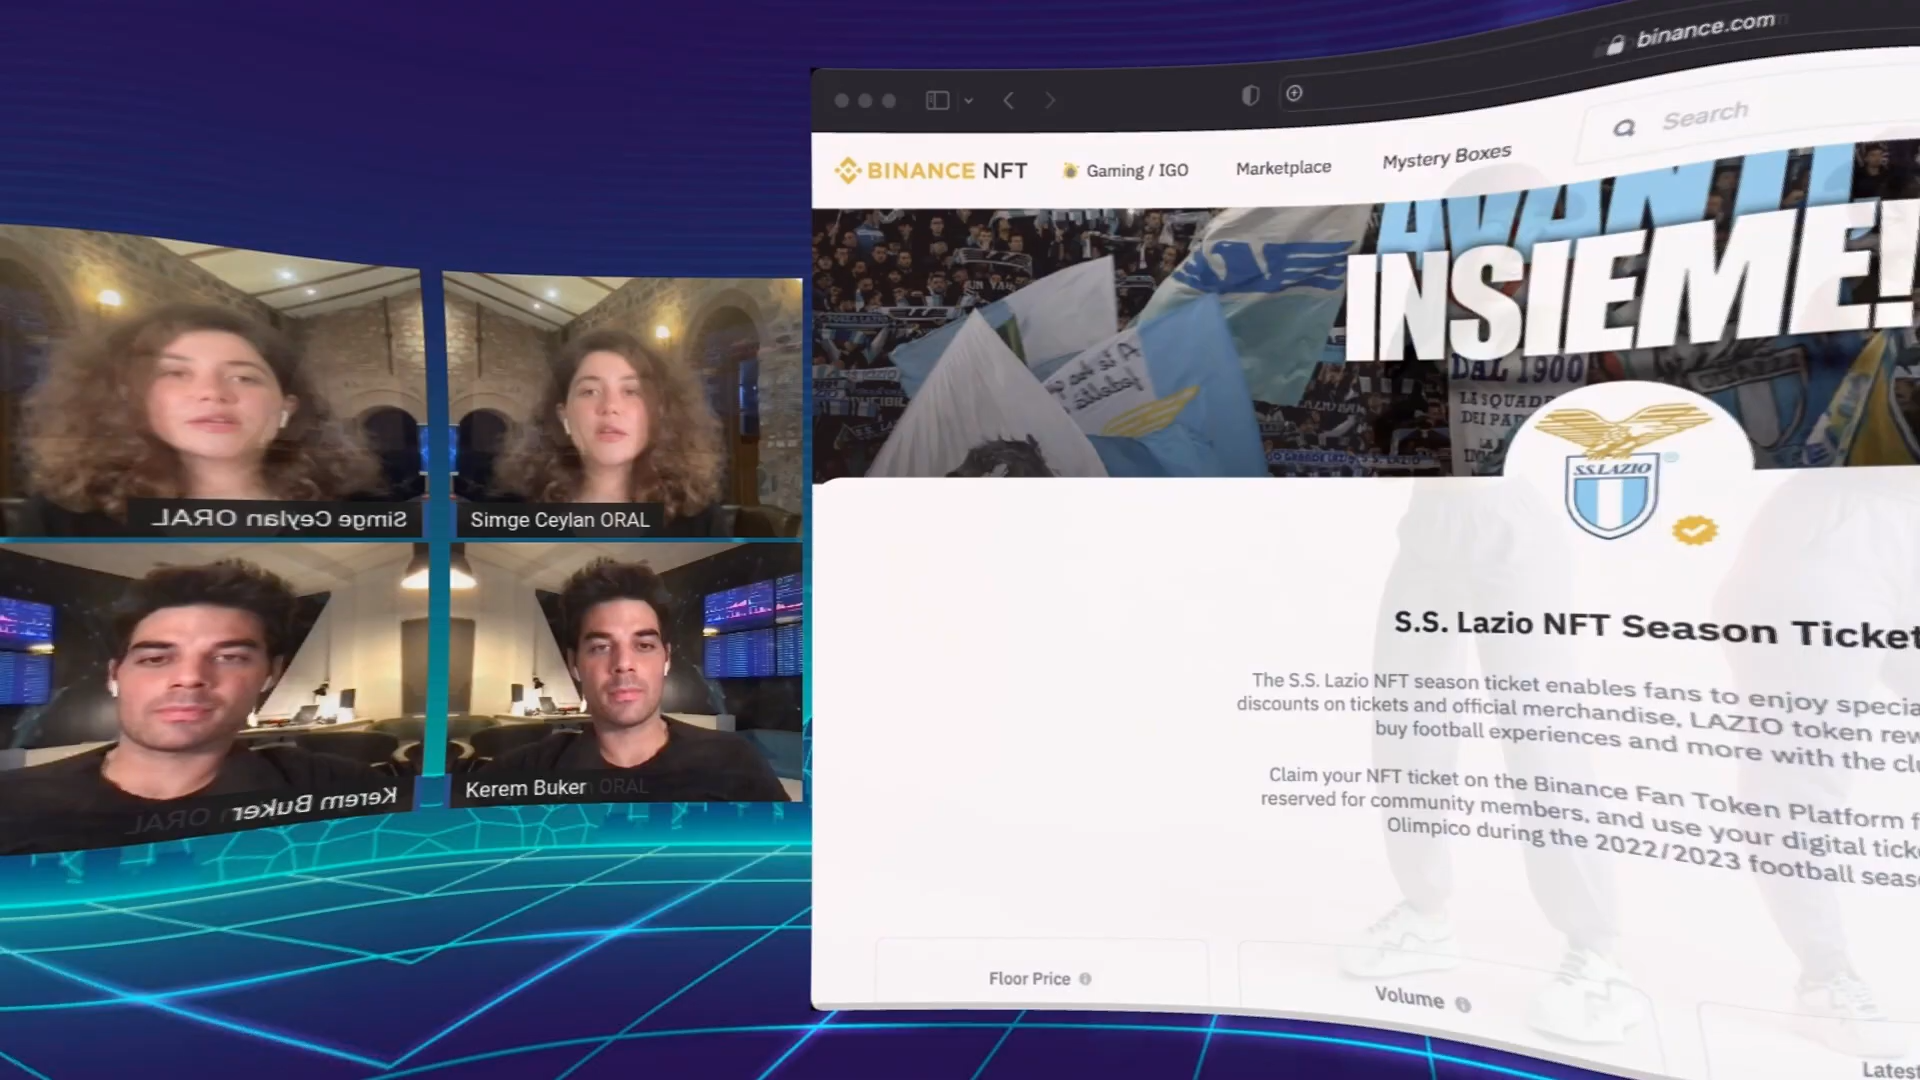 binance.com
Search
BINANCE NFT
Gaming / IGO
Marketplace
Mystery Boxes
AVANTI
INSIEME!
DAL 1900
S.S.LAZIO
Simge Ceylan ORAL
Simge Ceylan ORAL
Kerem Buker ORAL
Kerem Buker ORAL
S.S. Lazio NFT Season Ticket
The S.S. Lazio NFT season ticket enables fans to enjoy specia
discounts on tickets and official merchandise, LAZIO token rew
buy football experiences and more with the clu
Claim your NFT ticket on the Binance Fan Token Platform f
reserved for community members, and use your digital ticke
Olimpico during the 2022/2023 football seas
Floor Price
Volume
Latest